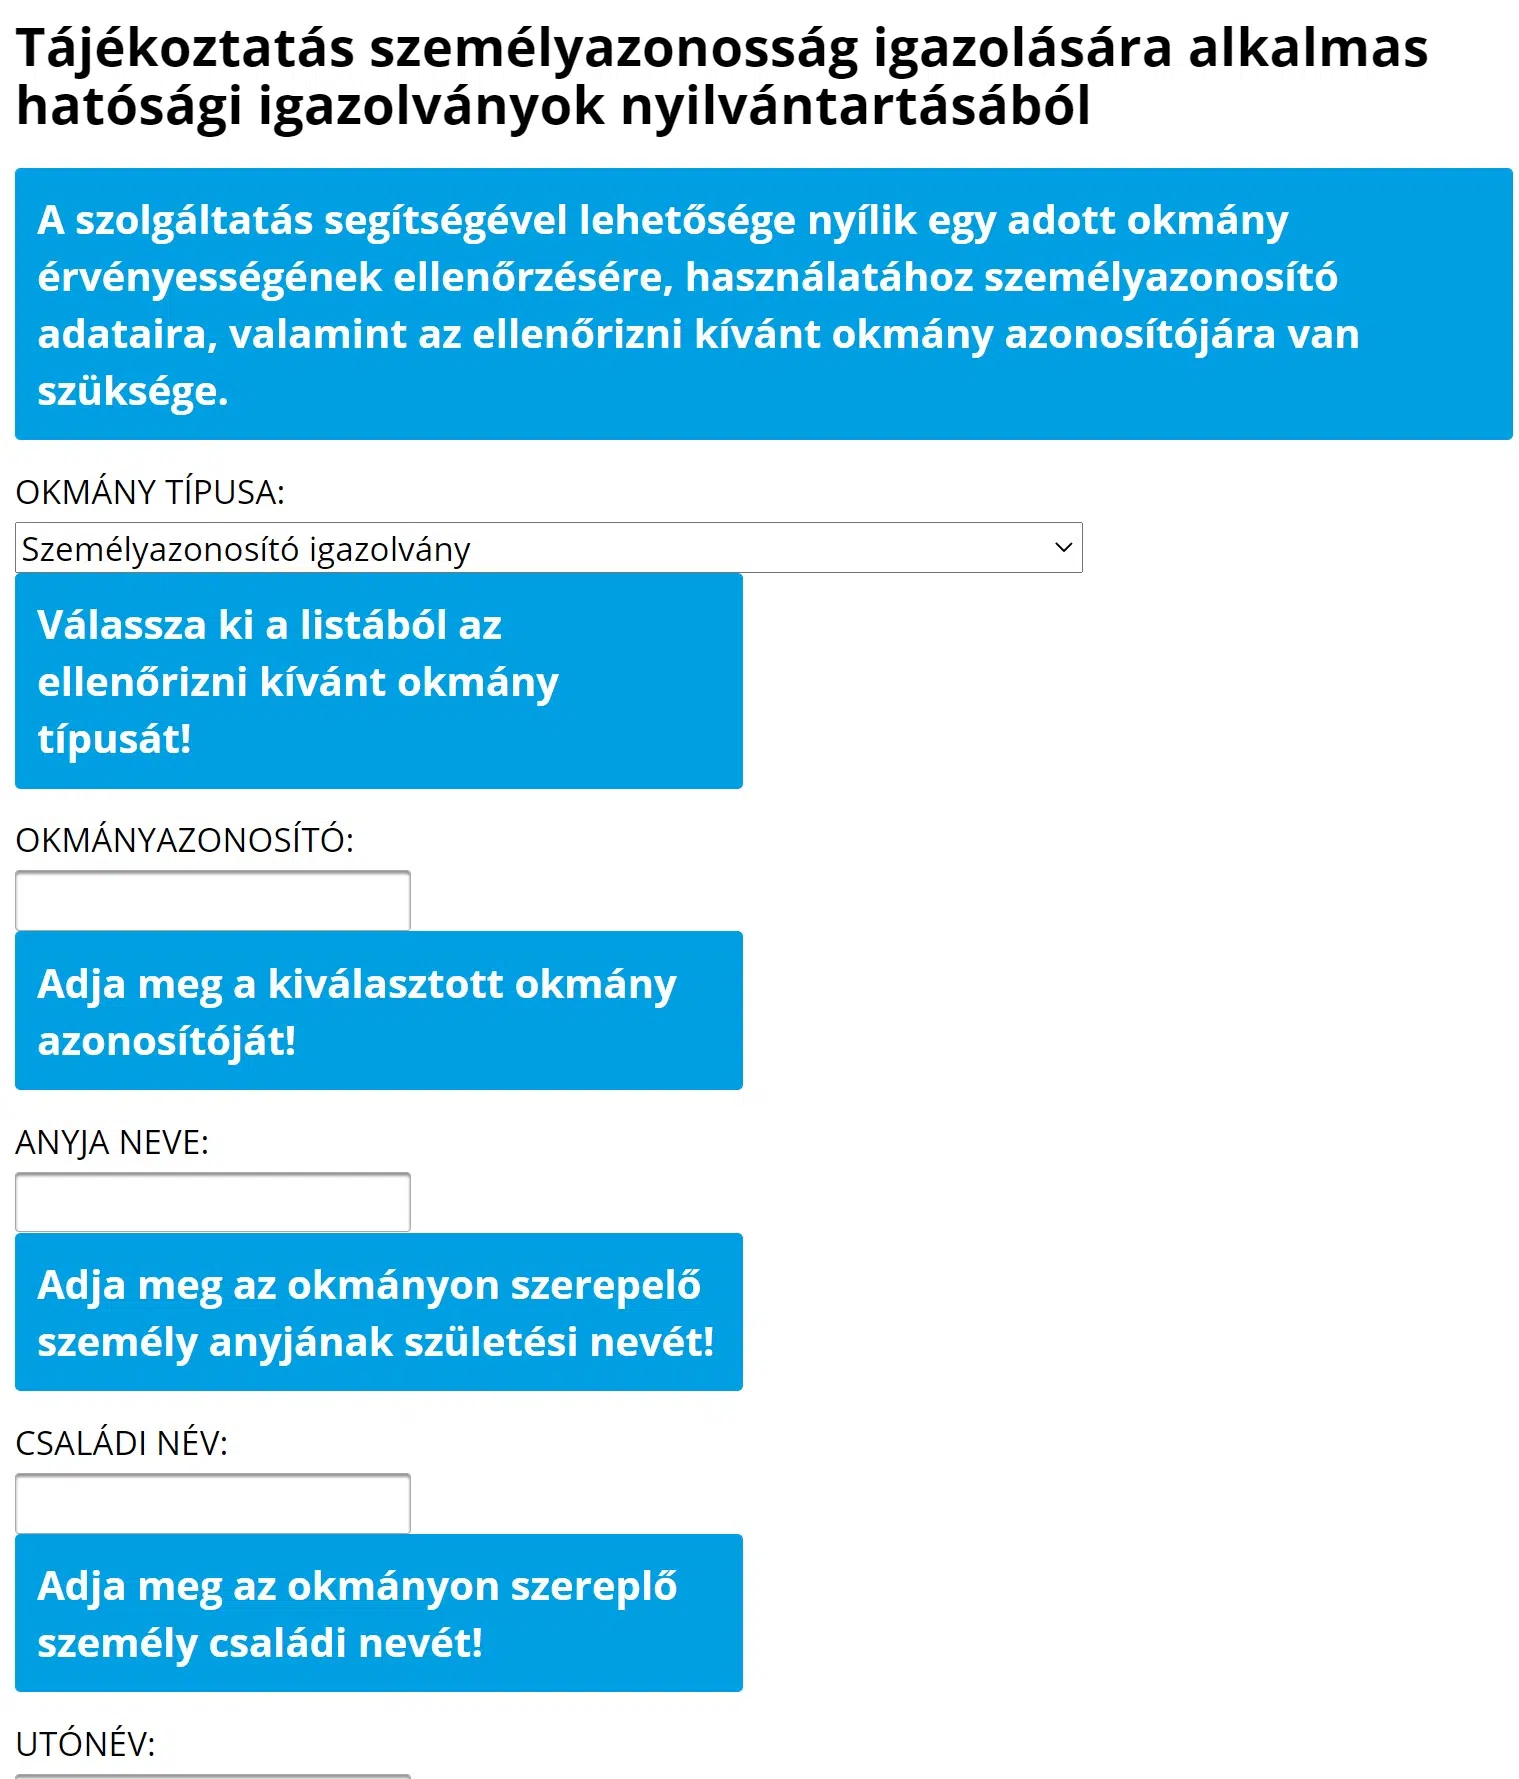 Tájékoztatás személyazonosság igazolására alkalmas
hatósági igazolványok nyilvántartásából
A szolgáltatás segítségével lehetősége nyílik egy adott okmány
érvényességének ellenőrzésére, használatához személyazonosító
adataira, valamint az ellenőrizni kívánt okmány azonosítójára van
szüksége.
OKMÁNY TÍPUSA:
Személyazonosító igazolvány
Válassza ki a listából az
ellenőrizni kívánt okmány
típusát!
OKMÁNYAZONOSÍTÓ:
Adja meg a kiválasztott okmány
azonosítóját!
ANYJA NEVE:
Adja meg az okmányon szerepelő
személy anyjának születési nevét!
CSALÁDI NÉV:
Adja meg az okmányon szereplő
személy családi nevét!
UTÓNÉV: